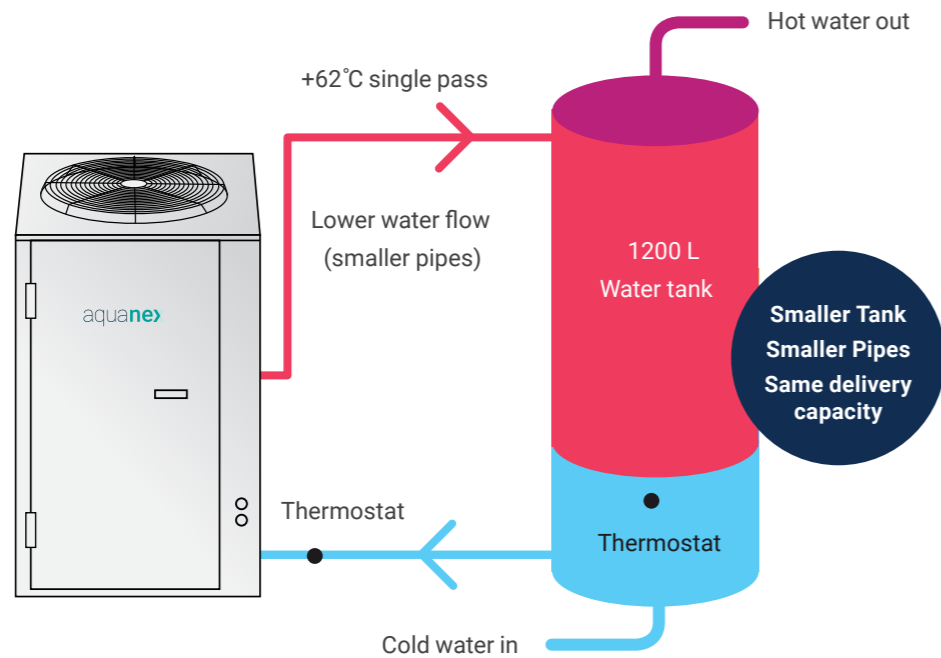 Hot water out
+62°C single pass
Lower water flow
(smaller pipes)
1200 L
Water tank
Smaller Tank
Smaller Pipes
Same delivery
capacity
aquanex
Thermostat
Thermostat
Cold water in